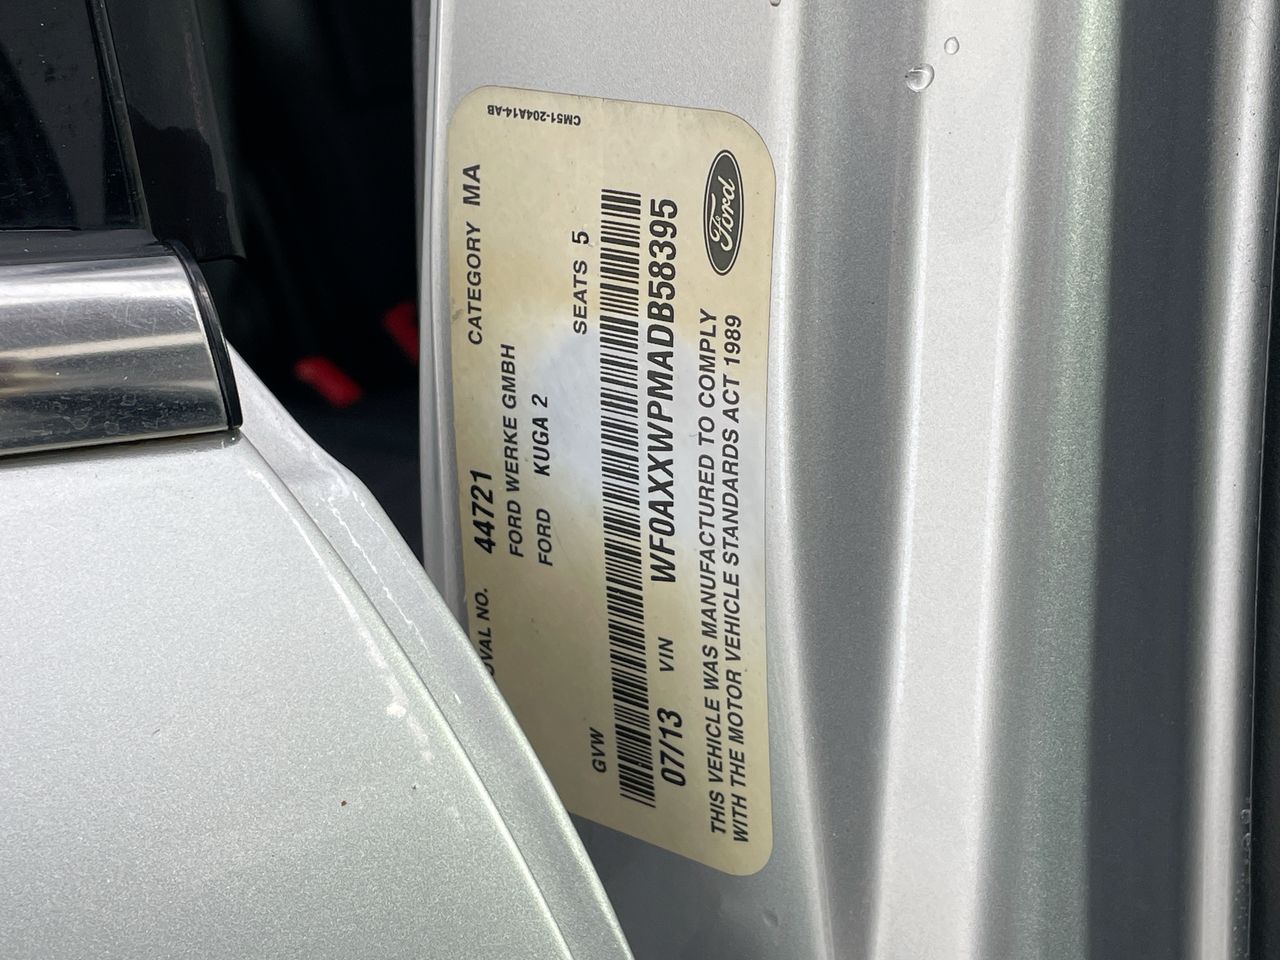 CM51-204A14-AB
OVAL NO. 44721 CATEGORY MA
FORD WERKE GMBH
FORD KUGA 2
GVW SEATS 5
07/13 VIN WF0AXXWPMADB58395
THIS VEHICLE WAS MANUFACTURED TO COMPLY
WITH THE MOTOR VEHICLE STANDARDS ACT 1989
Ford